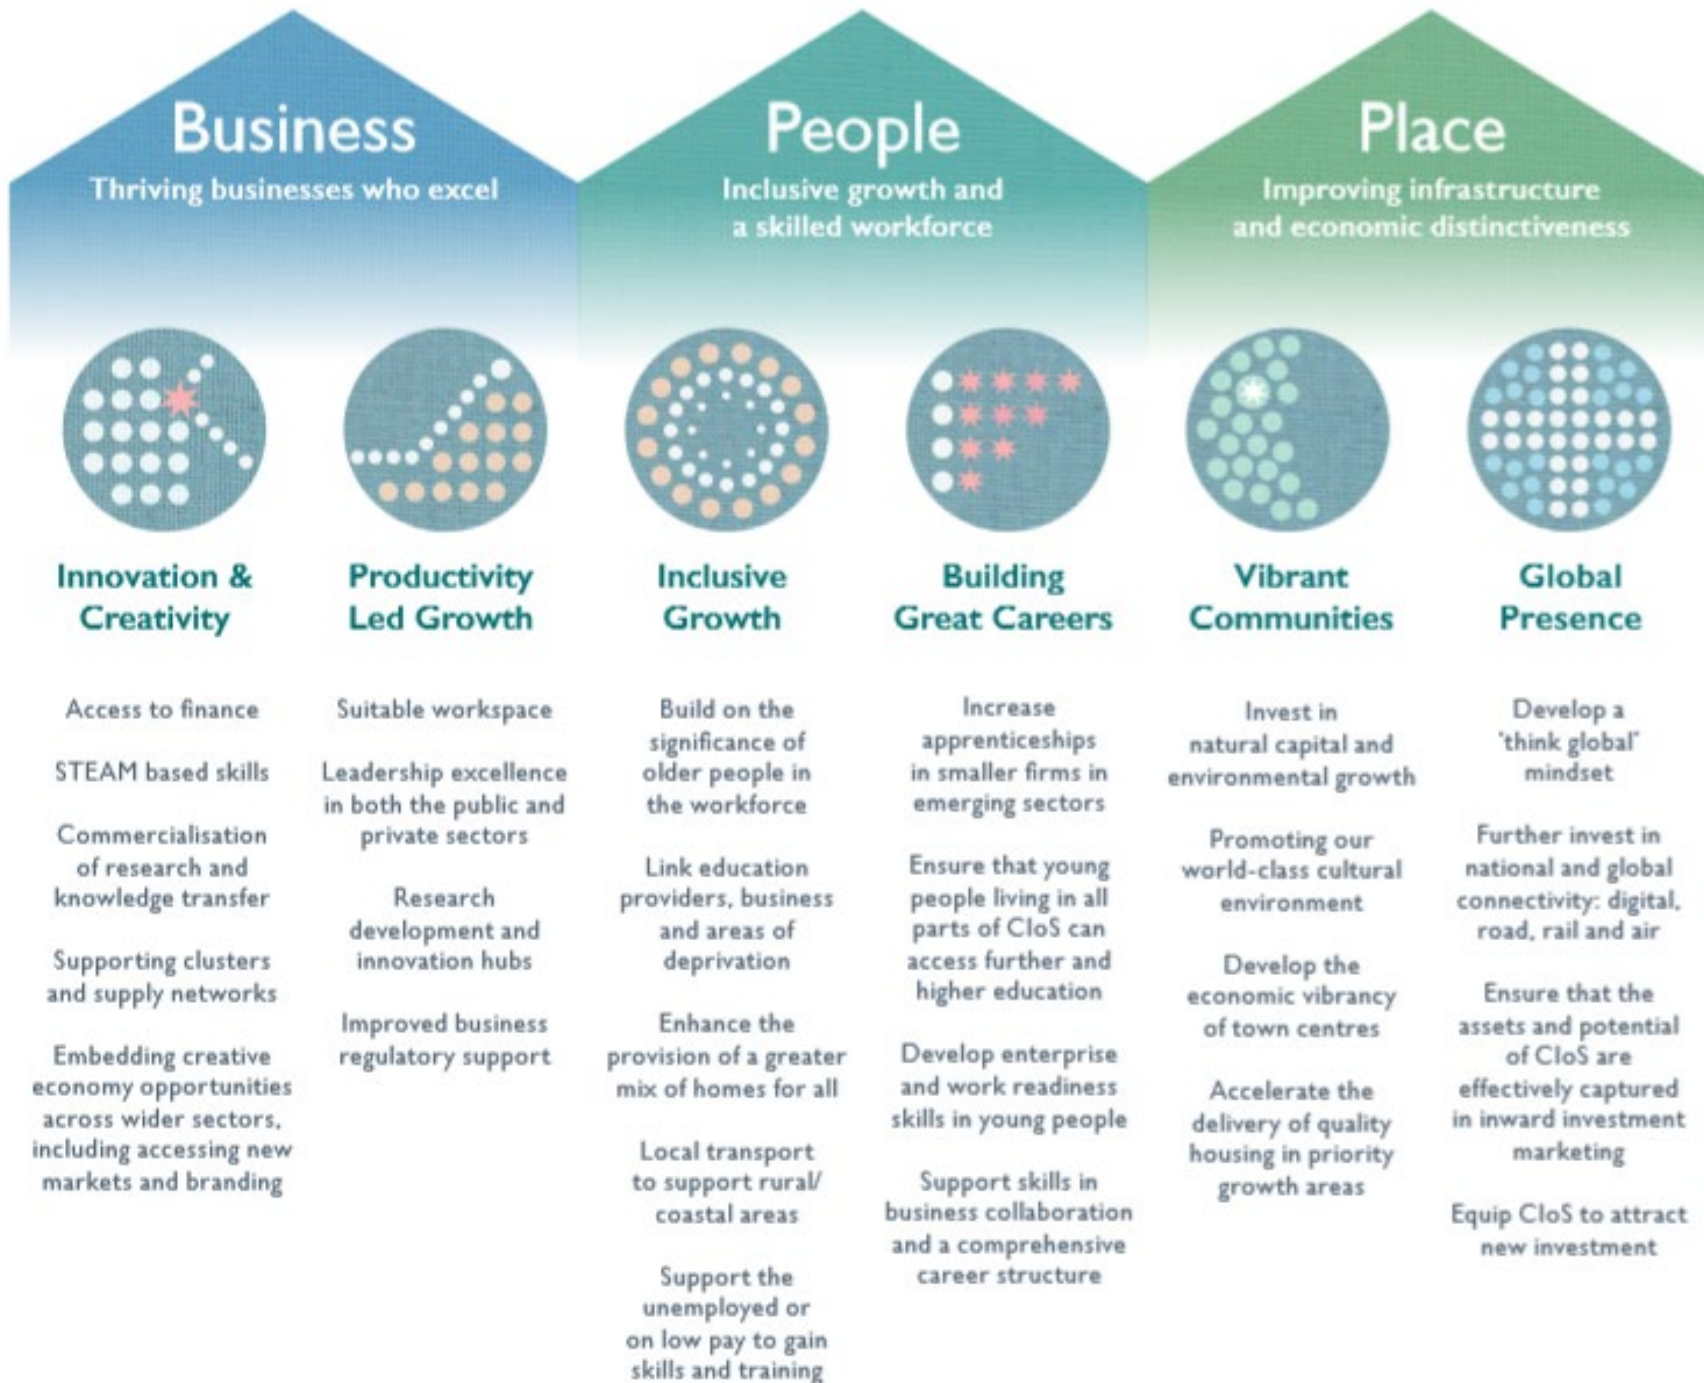 Business
Thriving businesses who excel
People
Inclusive growth and
a skilled workforce
Place
Improving infrastructure
and economic distinctiveness
Innovation &
Creativity
Access to finance
STEAM based skills
Commercialisation
of research and
knowledge transfer
Supporting clusters
and supply networks
Embedding creative
economy opportunities
across wider sectors,
including accessing new
markets and branding
Productivity
Led Growth
Suitable workspace
Leadership excellence
in both the public and
private sectors
Research
development and
innovation hubs
Improved business
regulatory support
Inclusive
Growth
Build on the
significance of
older people in
the workforce
Link education
providers, business
and areas of
deprivation
Enhance the
provision of a greater
mix of homes for all
Local transport
to support rural/
coastal areas
Support the
unemployed or
on low pay to gain
skills and training
Building
Great Careers
Increase
apprenticeships
in smaller firms in
emerging sectors
Ensure that young
people living in all
parts of CIoS can
access further and
higher education
Develop enterprise
and work readiness
skills in young people
Support skills in
business collaboration
and a comprehensive
career structure
Vibrant
Communities
Invest in
natural capital and
environmental growth
Promoting our
world-class cultural
environment
Develop the
economic vibrancy
of town centres
Accelerate the
delivery of quality
housing in priority
growth areas
Global
Presence
Develop a
'think global'
mindset
Further invest in
national and global
connectivity: digital,
road, rail and air
Ensure that the
assets and potential
of CIoS are
effectively captured
in inward investment
marketing
Equip CIoS to attract
new investment